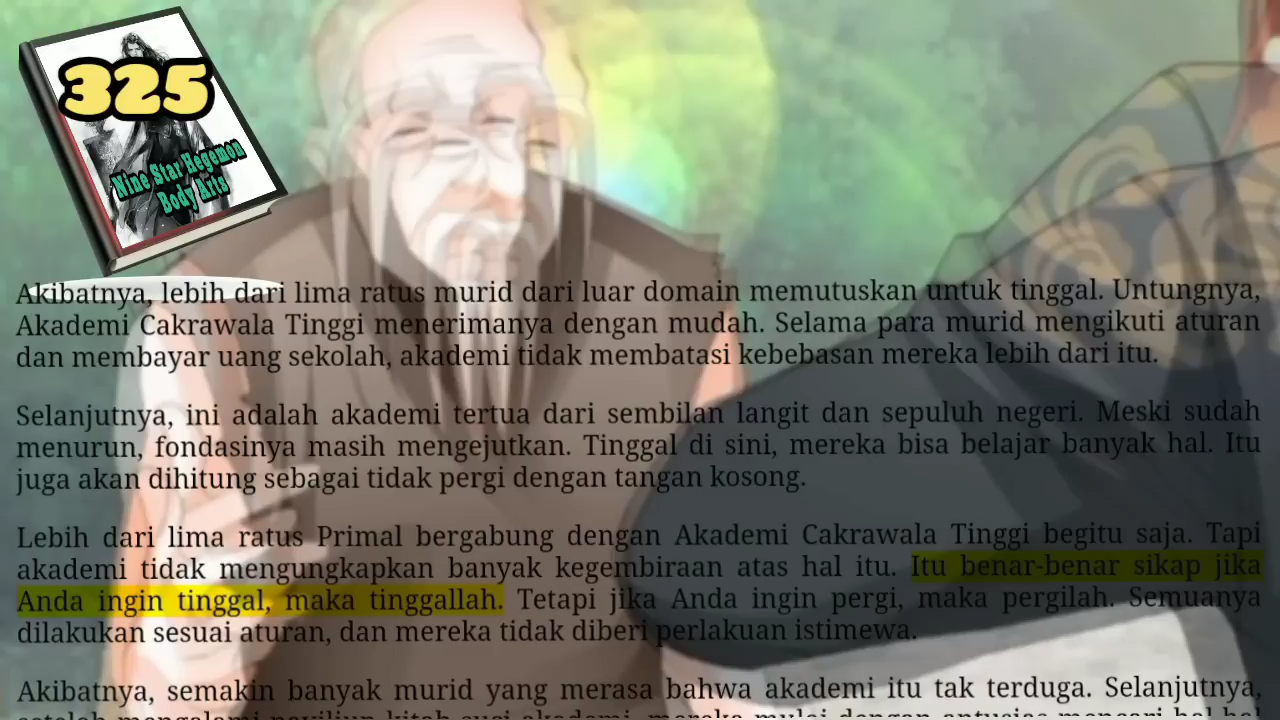 325
Nine Star Hegemon
Body Arts
Akibatnya, lebih dari lima ratus murid dari luar domain memutuskan untuk tinggal. Untungnya,
Akademi Cakrawala Tinggi menerimanya dengan mudah. Selama para murid mengikuti aturan
dan membayar uang sekolah, akademi tidak membatasi kebebasan mereka lebih dari itu.
Selanjutnya, ini adalah akademi tertua dari sembilan langit dan sepuluh negeri. Meski sudah
menurun, fondasinya masih mengejutkan. Tinggal di sini, mereka bisa belajar banyak hal. Itu
juga akan dihitung sebagai tidak pergi dengan tangan kosong.
Lebih dari lima ratus Primal bergabung dengan Akademi Cakrawala Tinggi begitu saja. Tapi
akademi tidak mengungkapkan banyak kegembiraan atas hal itu. Itu benar-benar sikap jika
Anda ingin tinggal, maka tinggallah. Tetapi jika Anda ingin pergi, maka pergilah. Semuanya
dilakukan sesuai aturan, dan mereka tidak diberi perlakuan istimewa.
Akibatnya, semakin banyak murid yang merasa bahwa akademi itu tak terduga. Selanjutnya,